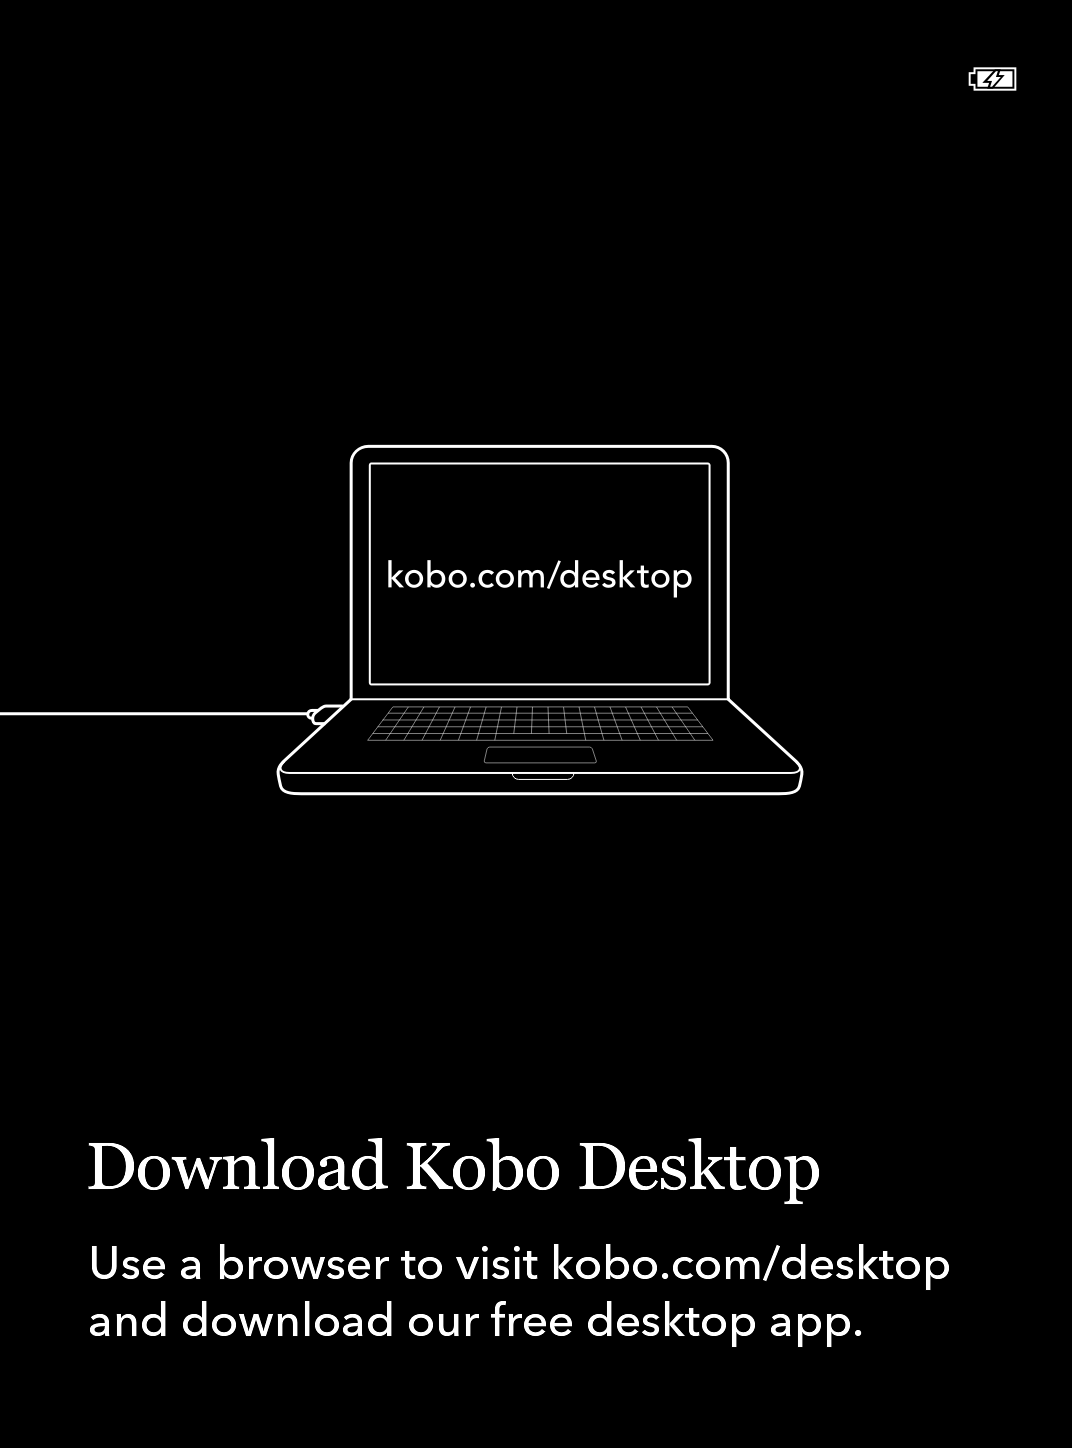 kobo.com/desktop
Download Kobo Desktop
Use a browser to visit kobo.com/desktop
and download our free desktop app.